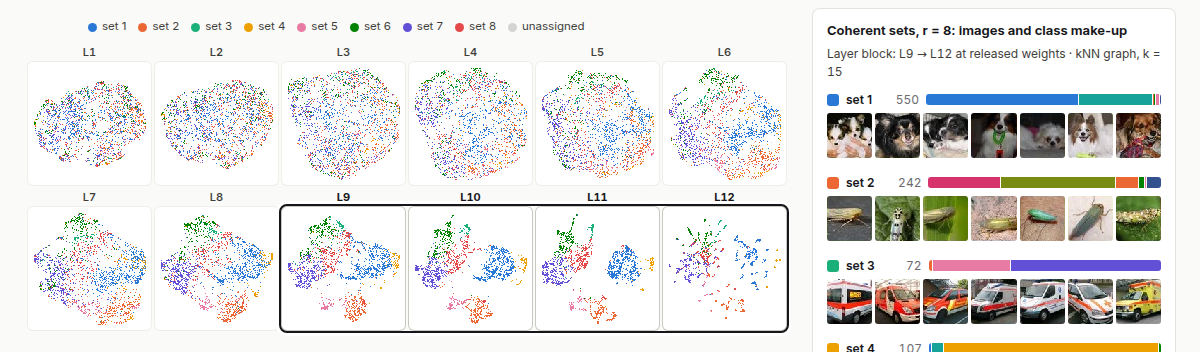 set 1 set 2 set 3 set 4 set 5 set 6 set 7 set 8 unassigned
L1 L2 L3 L4 L5 L6
L7 L8 L9 L10 L11 L12
Coherent sets, r = 8: images and class make-up
Layer block: L9 → L12 at released weights · kNN graph, k =
15
set 1 550
set 2 242
set 3 72
set 4 107